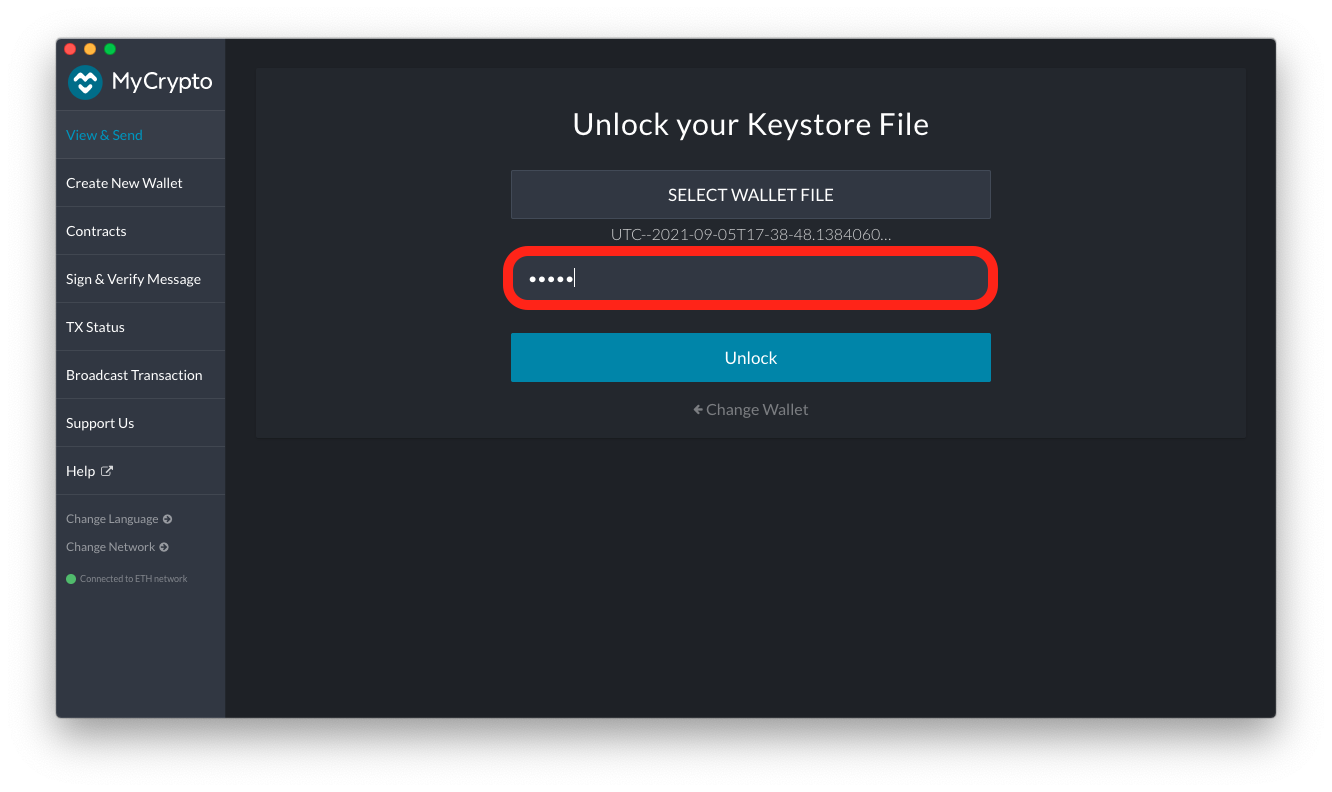 MyCrypto
View & Send
Create New Wallet
Contracts
Sign & Verify Message
TX Status
Broadcast Transaction
Support Us
Help
Change Language
Change Network
Connected to ETH network
Unlock your Keystore File
SELECT WALLET FILE
UTC--2021-09-05T17-38-48.1384060...
•••••
Unlock
Change Wallet